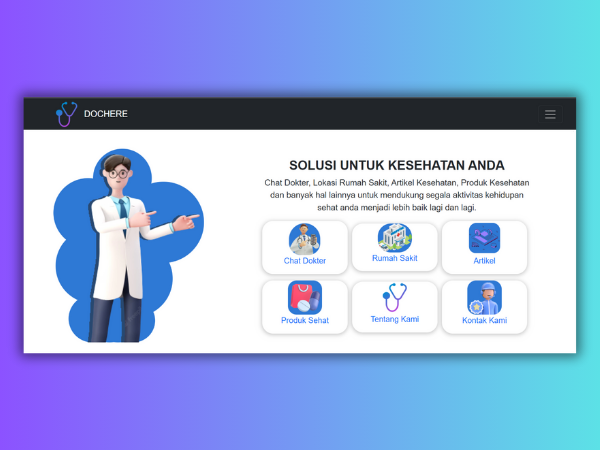 DOCHERE
SOLUSI UNTUK KESEHATAN ANDA
Chat Dokter, Lokasi Rumah Sakit, Artikel Kesehatan, Produk Kesehatan
dan banyak hal lainnya untuk mendukung segala aktivitas kehidupan
sehat anda menjadi lebih baik lagi dan lagi.
Chat Dokter
Rumah Sakit
Artikel
Produk Sehat
Tentang Kami
Kontak Kami